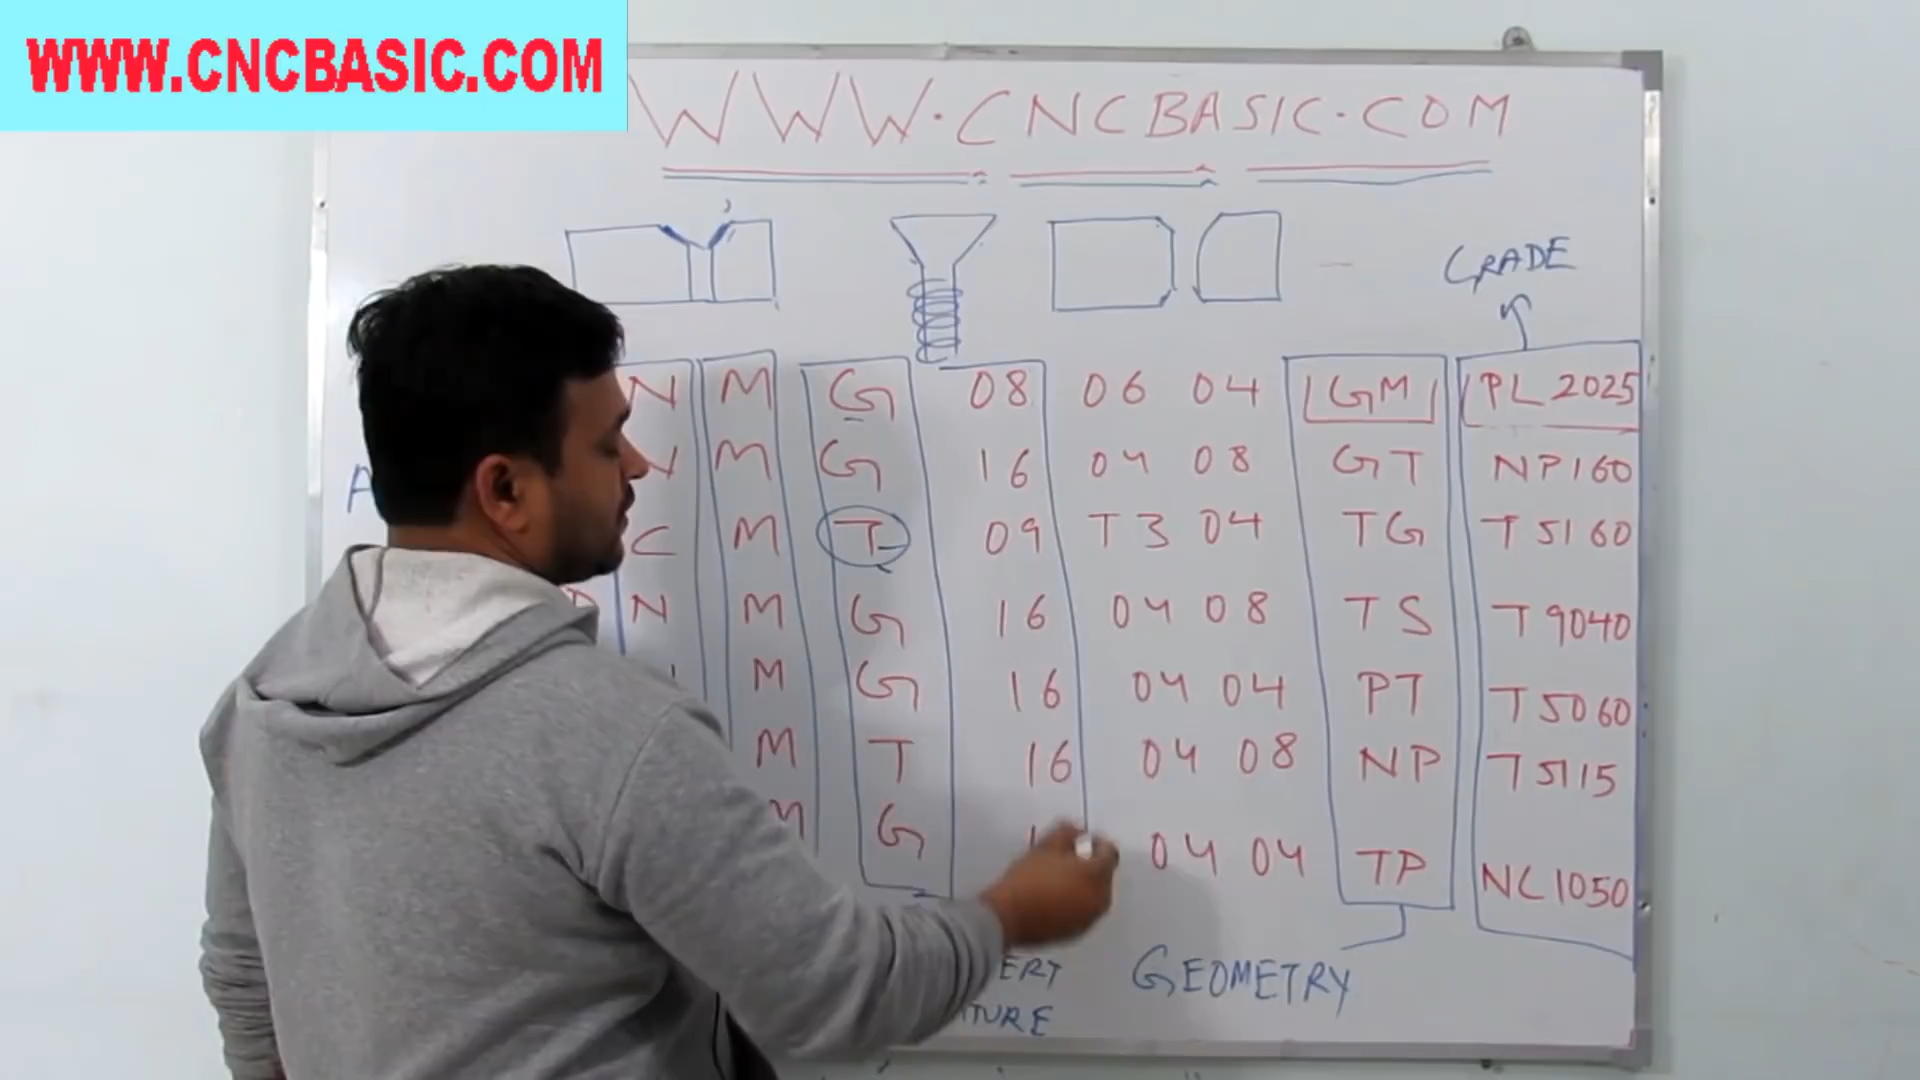 WWW.CNCBASIC.COM
WWW.CNCBASIC.COM
GRADE
N M G 08 06 04 GM PL2025
N M G 16 04 08 GT NP160
C M T 09 T3 04 TG T5160
N M G 16 04 08 TS T9040
M G 16 04 04 PT T5060
M T 16 04 08 NP T5115
M G 04 04 TP NC1050
GEOMETRY